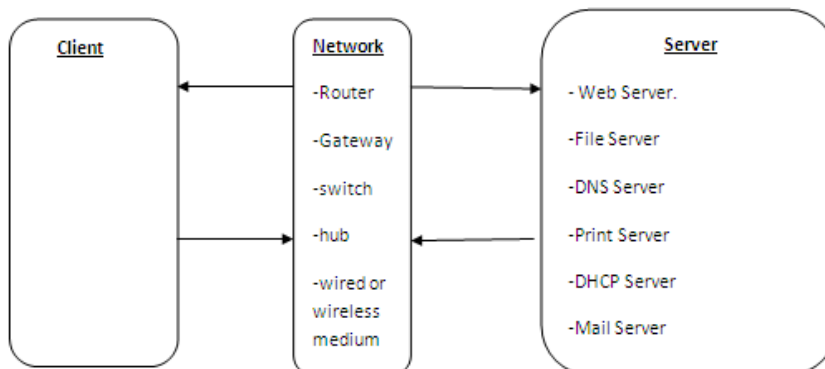 Client
Network
-Router
-Gateway
-switch
-hub
-wired or
wireless
medium
Server
- Web Server.
-File Server
-DNS Server
-Print Server
-DHCP Server
-Mail Server